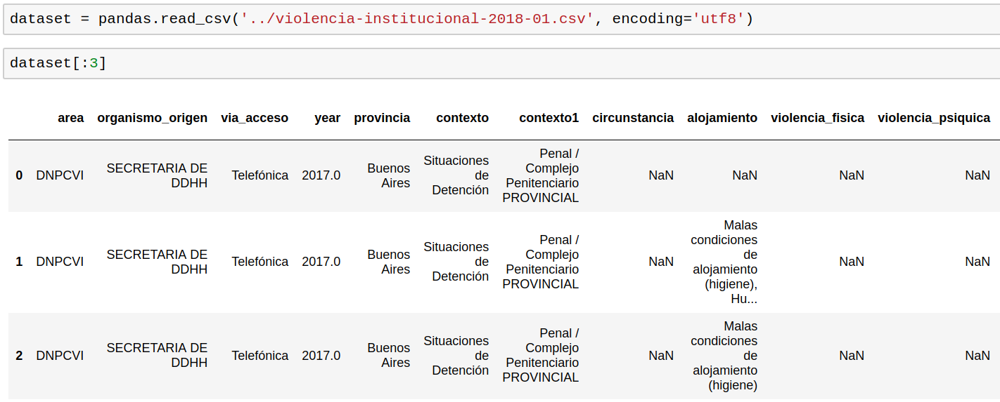 dataset = pandas.read_csv('../violencia-institucional-2018-01.csv', encoding='utf8')
dataset[:3]
area organismo_origen via_acceso year provincia contexto contexto1 circunstancia alojamiento violencia_fisica violencia_psiquica
0 DNPCVI SECRETARIA DE DDHH Telefónica 2017.0 Buenos Aires Situaciones de Detención Penal / Complejo Penitenciario PROVINCIAL NaN NaN NaN NaN
1 DNPCVI SECRETARIA DE DDHH Telefónica 2017.0 Buenos Aires Situaciones de Detención Penal / Complejo Penitenciario PROVINCIAL NaN Malas condiciones de alojamiento (higiene), Hu... NaN NaN
2 DNPCVI SECRETARIA DE DDHH Telefónica 2017.0 Buenos Aires Situaciones de Detención Penal / Complejo Penitenciario PROVINCIAL NaN Malas condiciones de alojamiento (higiene) NaN NaN